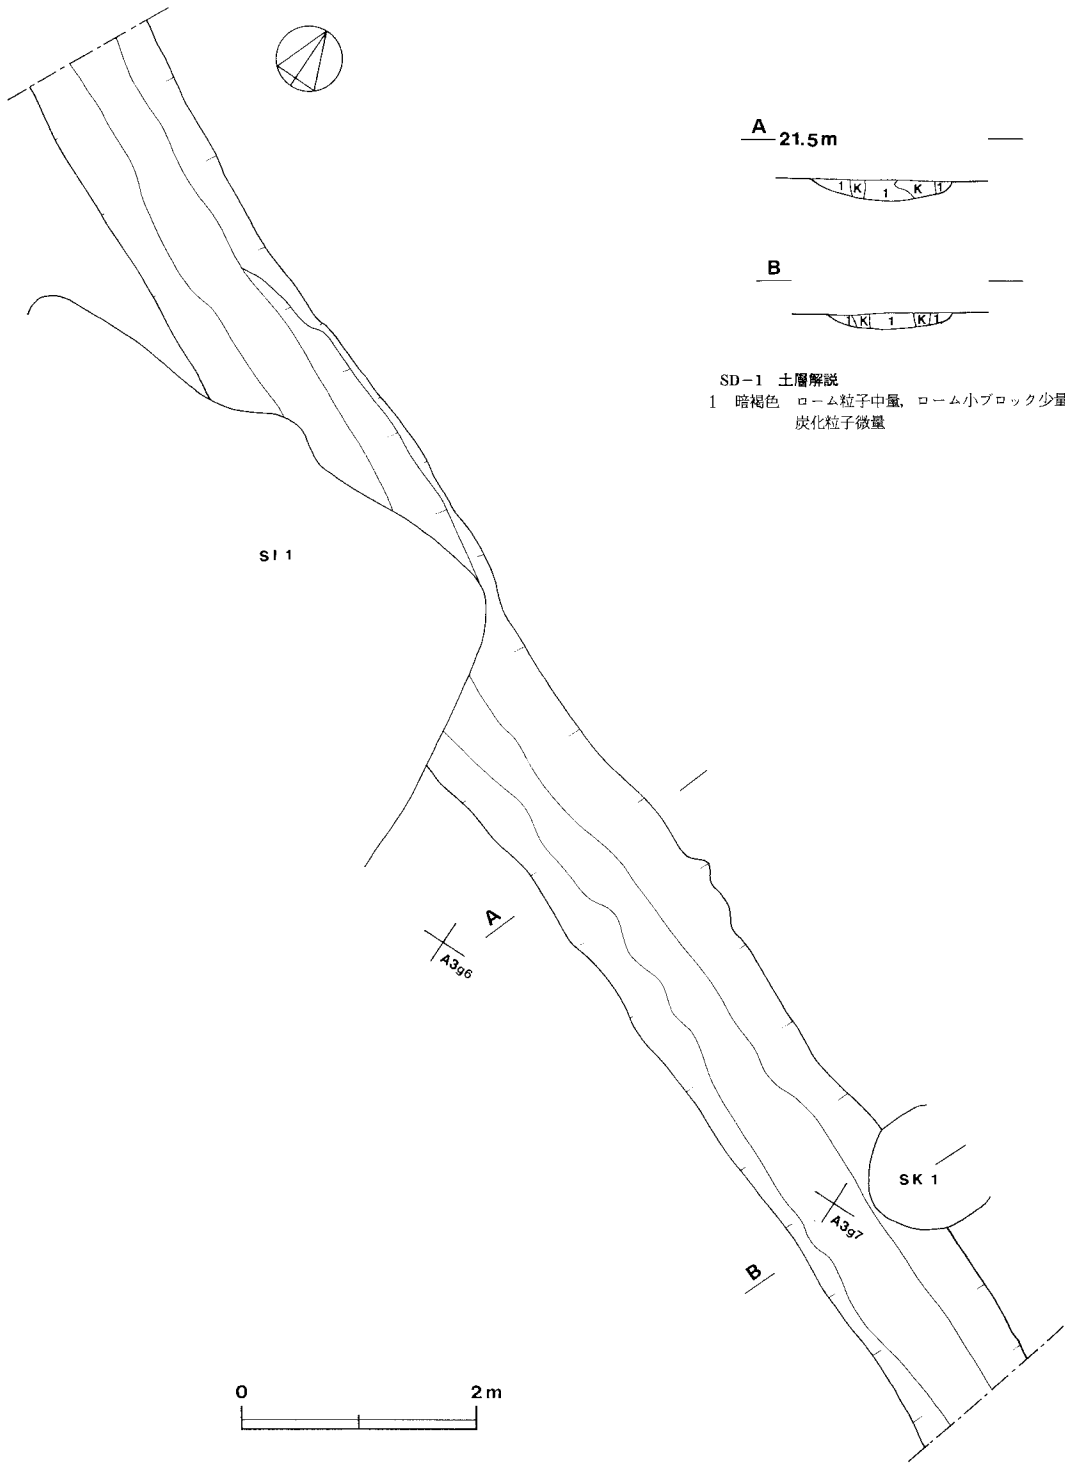 A 21.5m
1 K 1 K 1
B
1 K 1 K 1
SD-1 土層解説
1 暗褐色 ローム粒子中量，ローム小ブロック少量
炭化粒子微量
SI 1
A
A3g6
SK 1
A3g7
B
0 2m